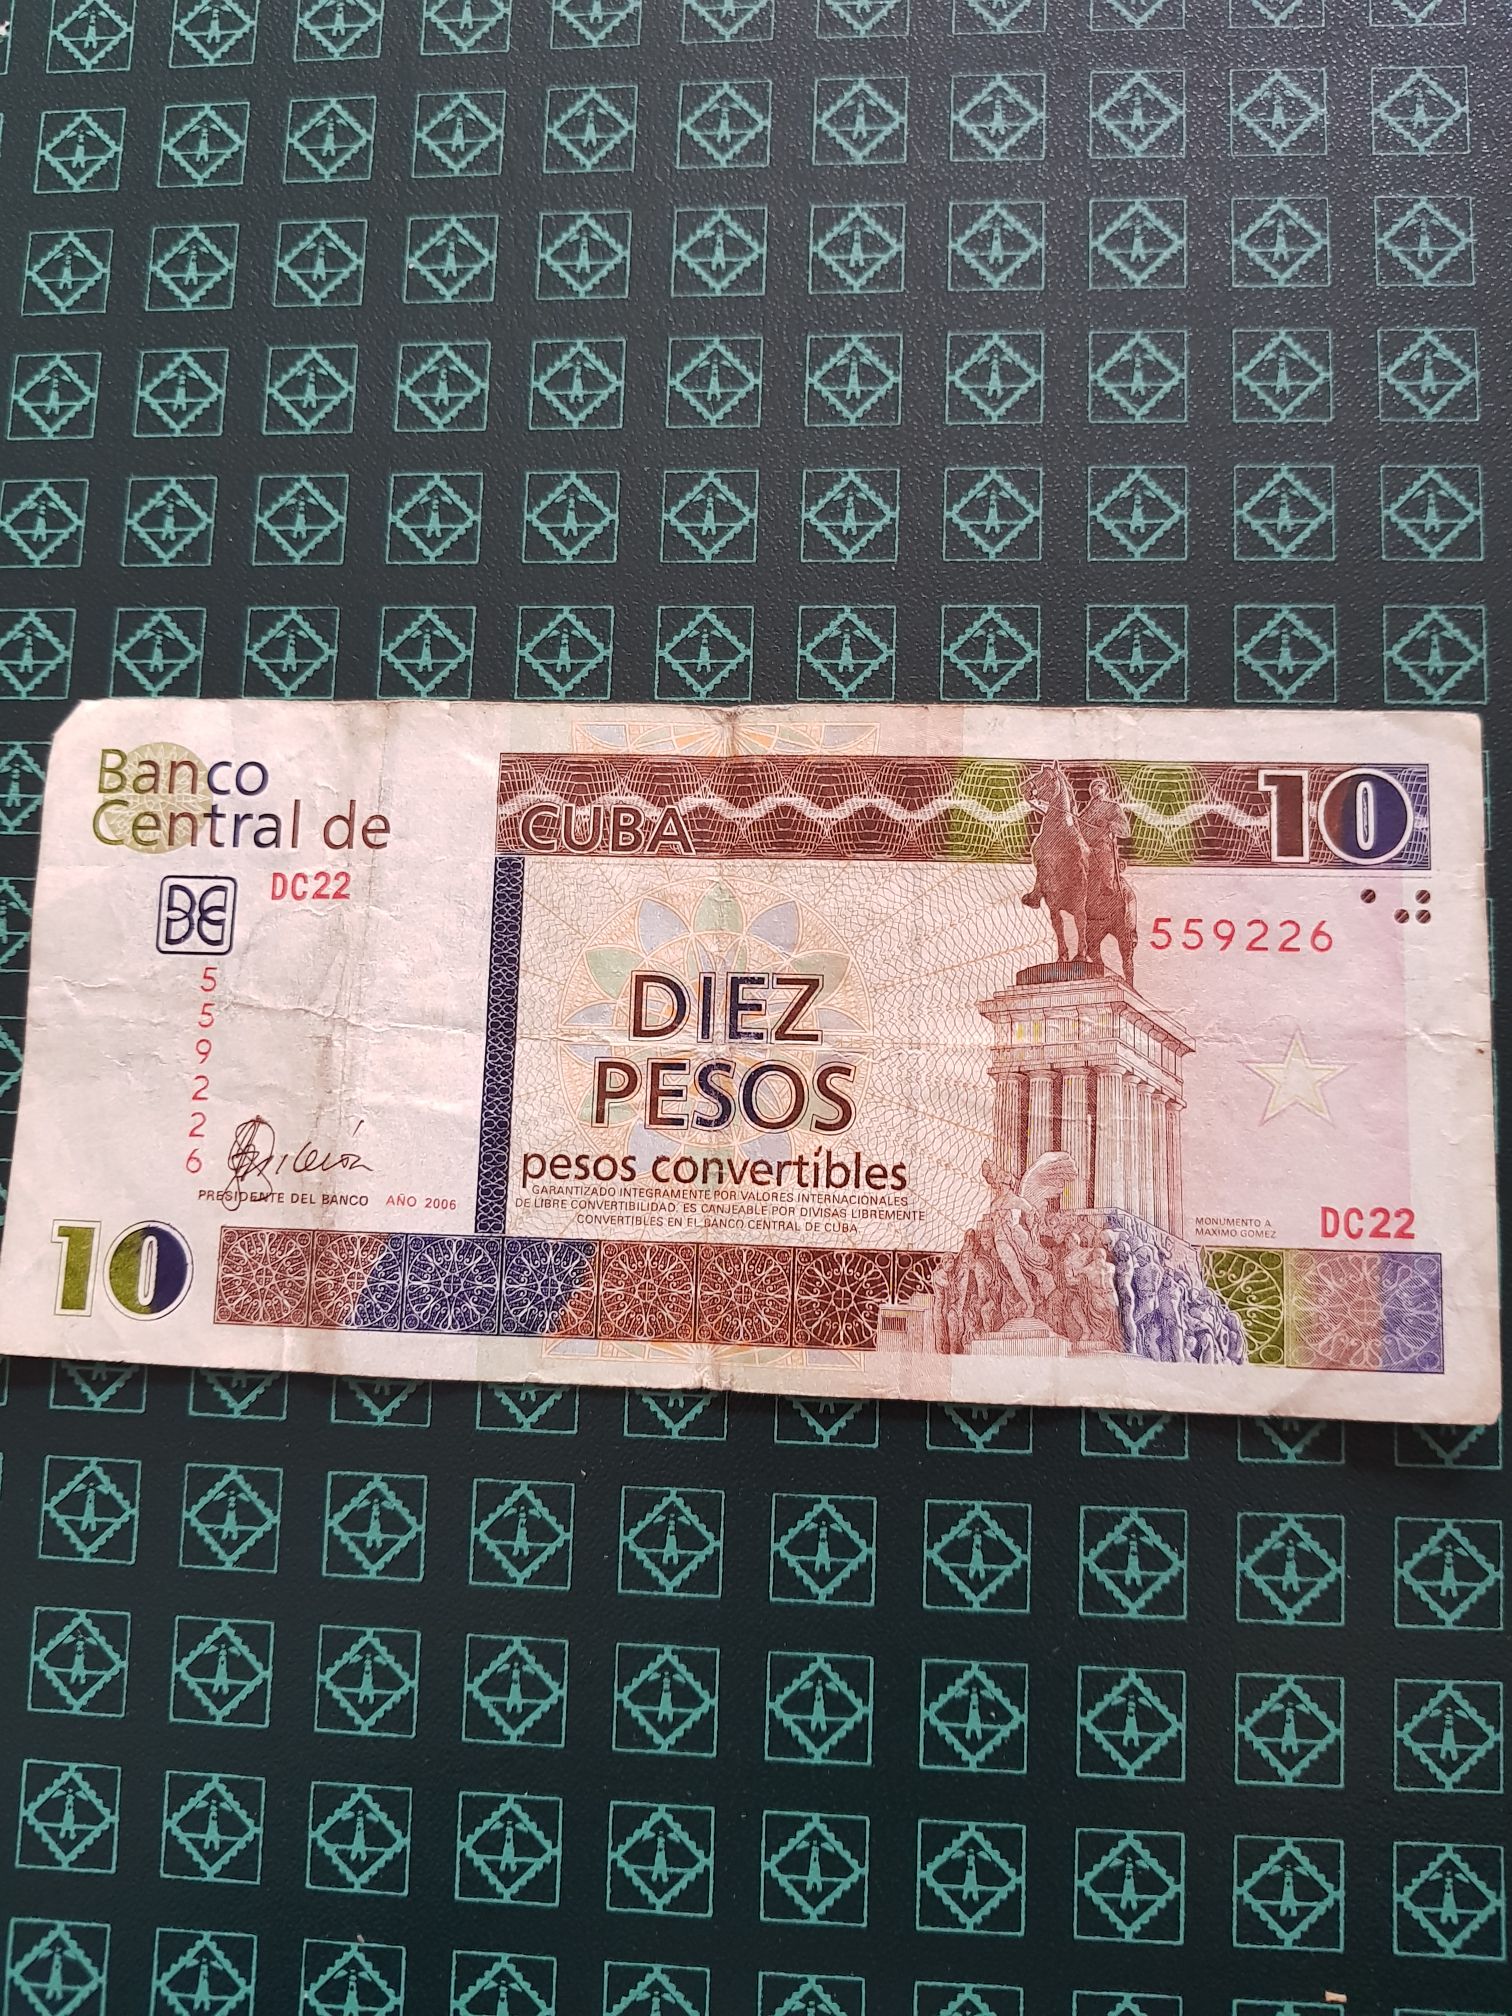 Banco
Central de
CUBA
10
DC22
559226
5
5
9
2
2
6
DIEZ
PESOS
pesos convertibles
GARANTIZADO INTEGRAMENTE POR VALORES INTERNACIONALES
DE LIBRE CONVERTIBILIDAD. ES CANJEABLE POR DIVISAS LIBREMENTE
CONVERTIBLES EN EL BANCO CENTRAL DE CUBA
PRESIDENTE DEL BANCO AÑO 2006
MONUMENTO A
MAXIMO GOMEZ
DC22
10